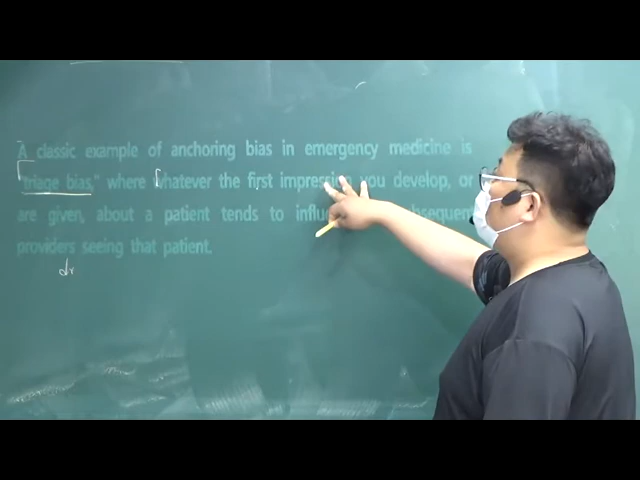 A classic example of anchoring bias in emergency medicine is
"triage bias," where whatever the first impression you develop, or
are given, about a patient tends to
providers seeing that patient.